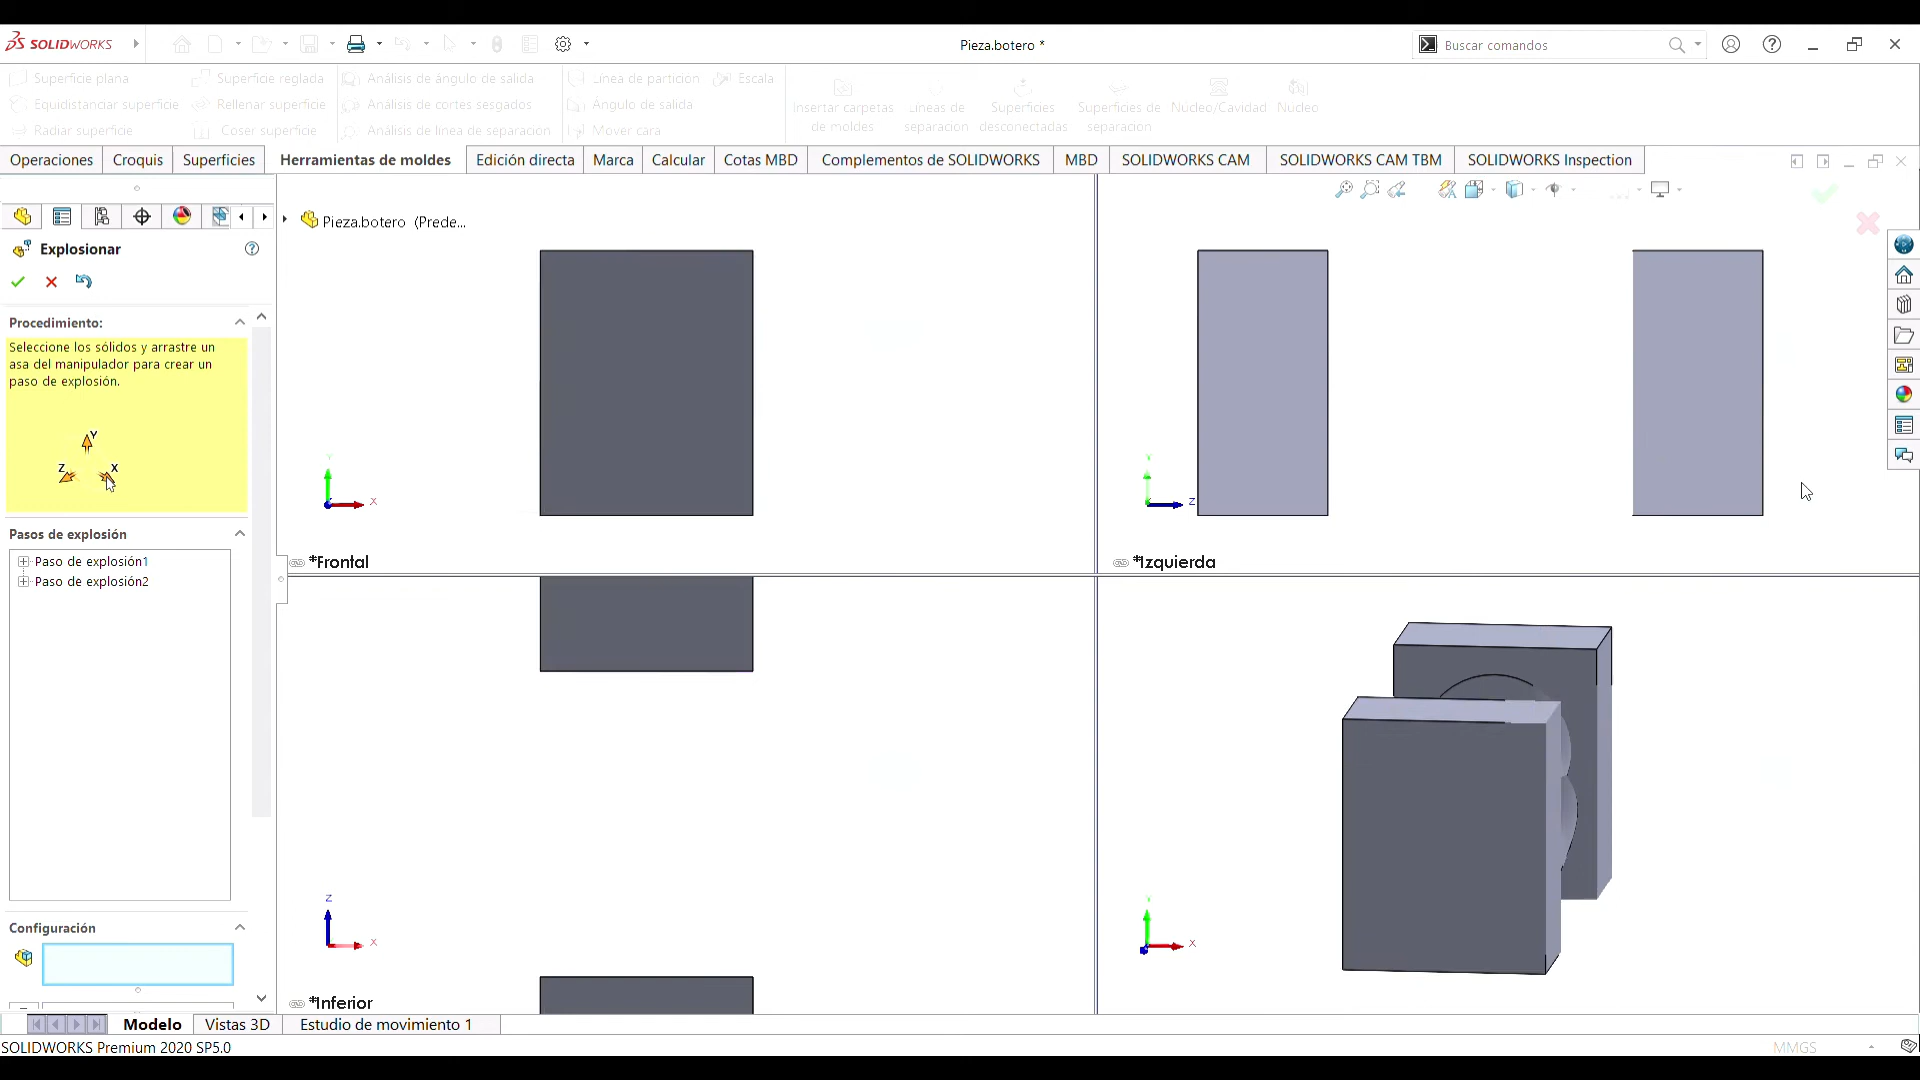 SOLIDWORKS
Pieza.botero *
Buscar comandos
Superficie plana
Superficie reglada
Análisis de ángulo de salida
Línea de partición
Escala
Equidistanciar superficie
Rellenar superficie
Análisis de cortes sesgados
Ángulo de salida
Radiar superficie
Coser superficie
Análisis de línea de separación
Mover cara
Insertar carpetas de moldes
Líneas de separación
Superficies desconectadas
Superficies de separación
Núcleo/Cavidad
Núcleo
Operaciones
Croquis
Superficies
Herramientas de moldes
Edición directa
Marca
Calcular
Cotas MBD
Complementos de SOLIDWORKS
MBD
SOLIDWORKS CAM
SOLIDWORKS CAM TBM
SOLIDWORKS Inspection
Pieza.botero (Prede...
Explosionar
Procedimiento:
Seleccione los sólidos y arrastre un
asa del manipulador para crear un
paso de explosión.
Y
Z X
Pasos de explosión
Paso de explosión1
Paso de explosión2
Configuración
Y
X
*Frontal
Y
Z
*Izquierda
Z
X
*Inferior
Y
X
Modelo
Vistas 3D
Estudio de movimiento 1
SOLIDWORKS Premium 2020 SP5.0
MMGS